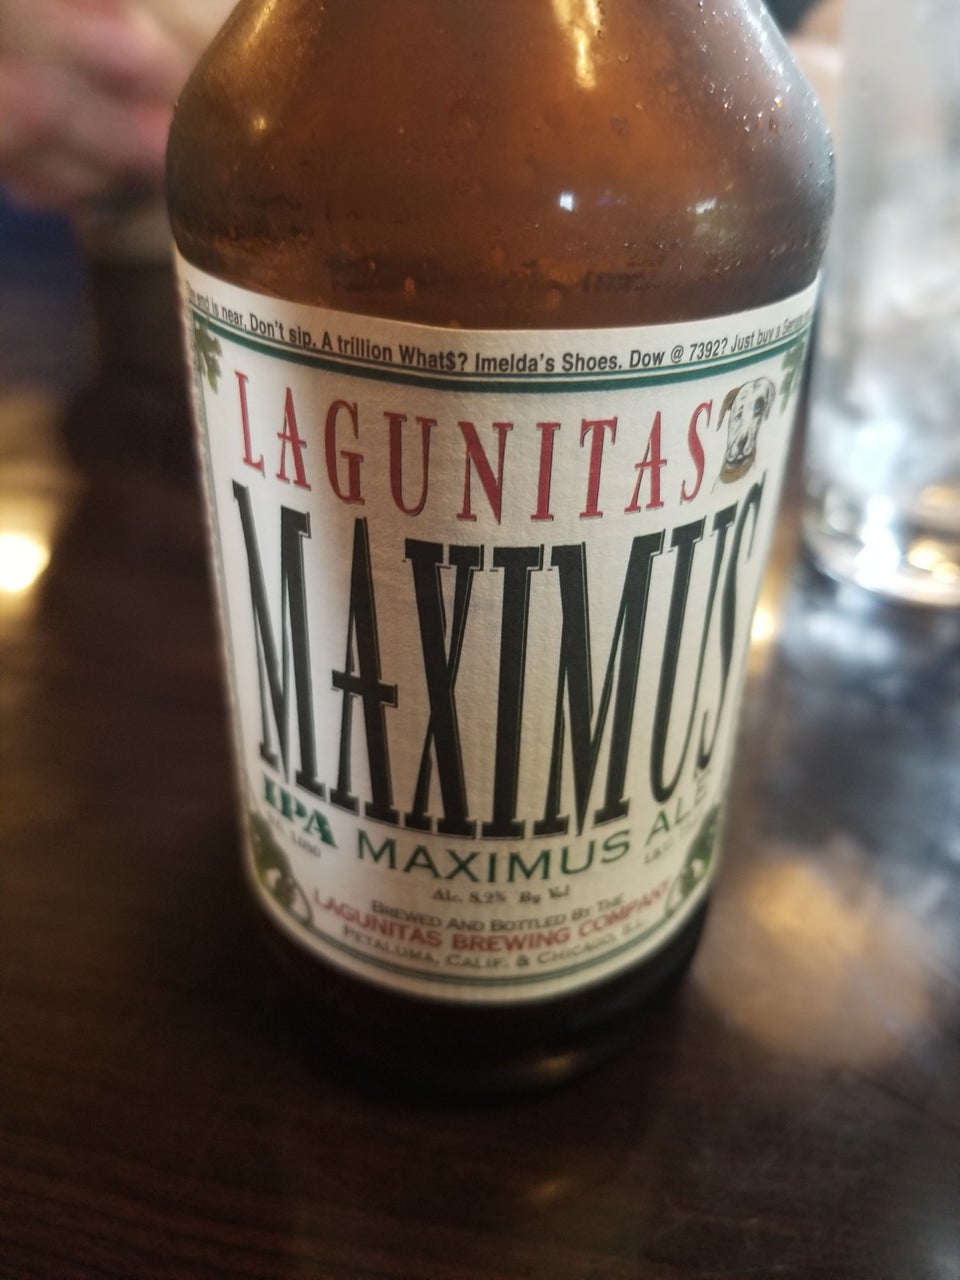 end is near. Don't sip. A trillion What$? Imelda's Shoes. Dow @ 7392? Just buy a
LAGUNITAS
MAXIMUS
IPA MAXIMUS ALE
Alc. 8.2% By Vol
BREWED AND BOTTLED BY THE
LAGUNITAS BREWING COMPANY
PETALUMA, CALIF. & CHICAGO, ILL.